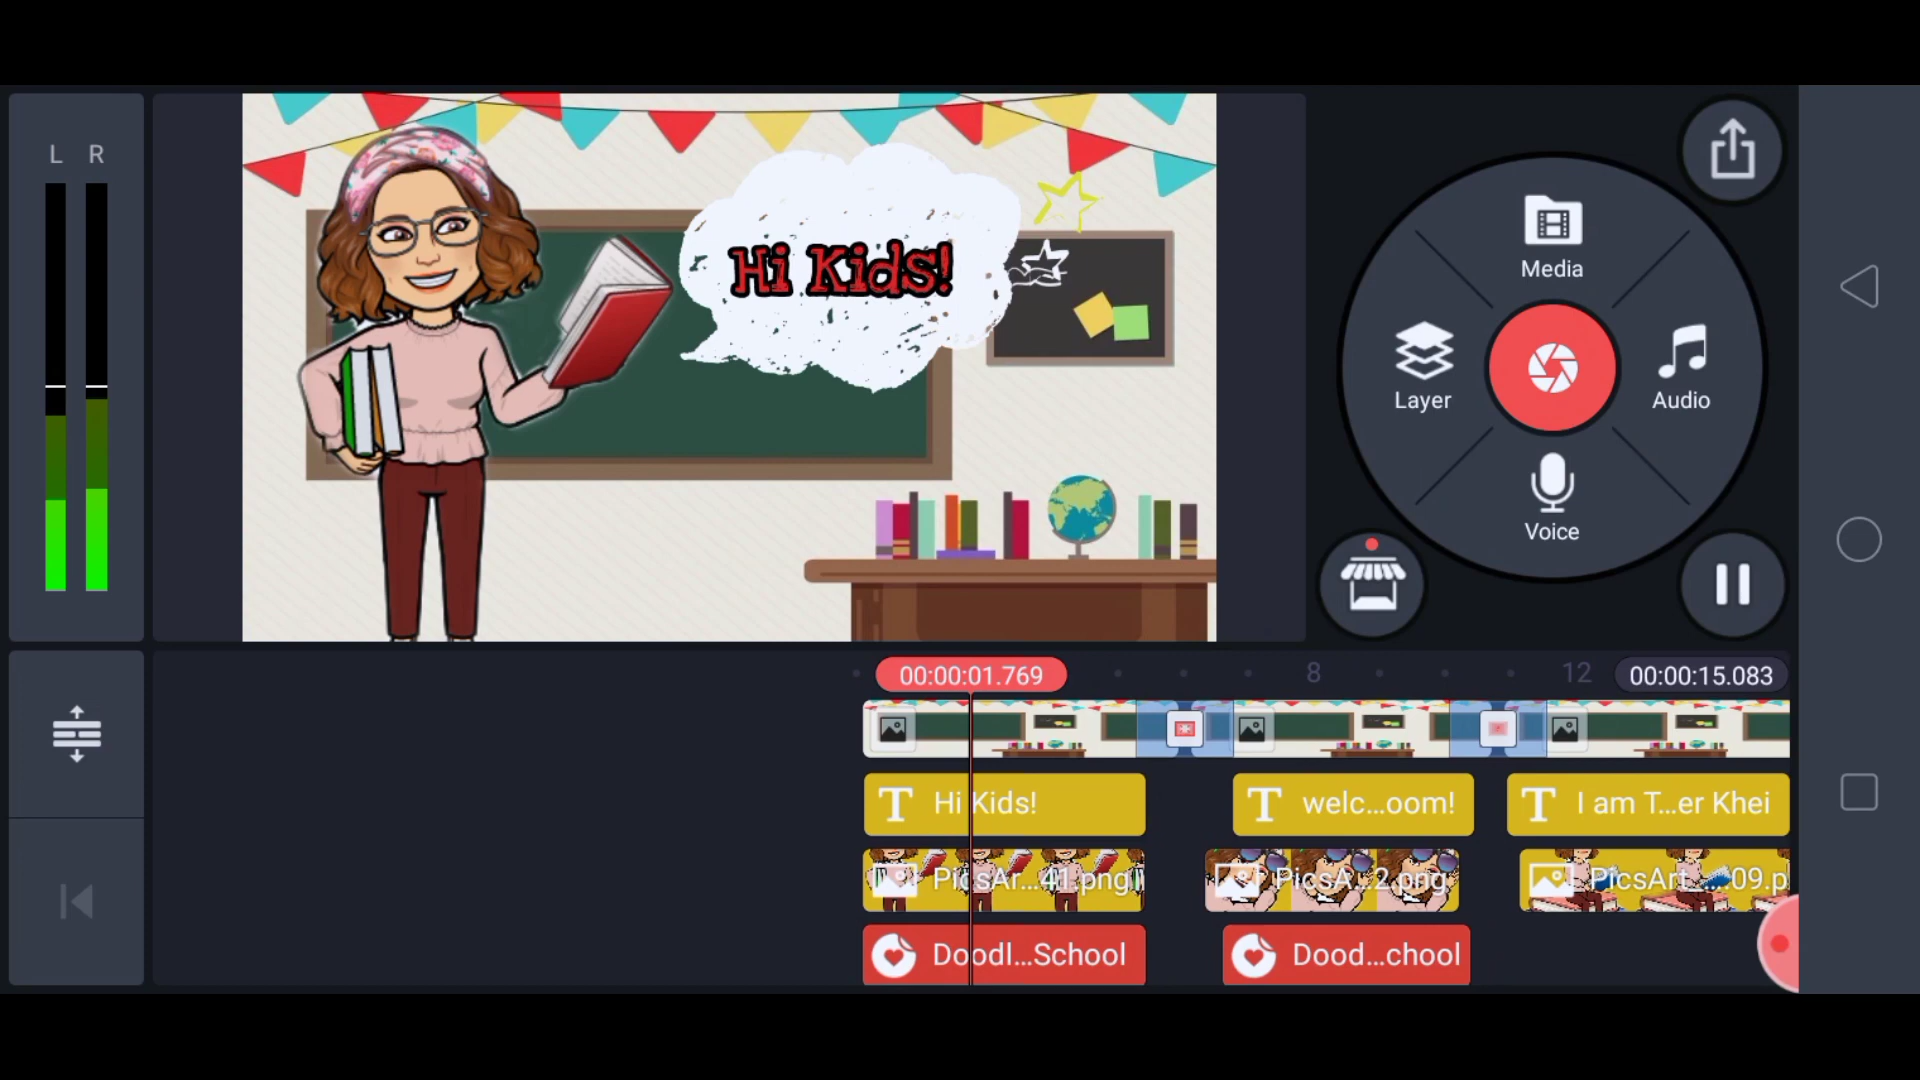 L R
Hi Kids!
Media
Layer
Audio
Voice
00:00:01.769
8
12
00:00:15.083
Hi Kids!
welc...oom!
I am T...er Khei
PicsAr...41.png
PicsA...2.png
PicsArt_...09.p
Doodl...School
Dood...chool